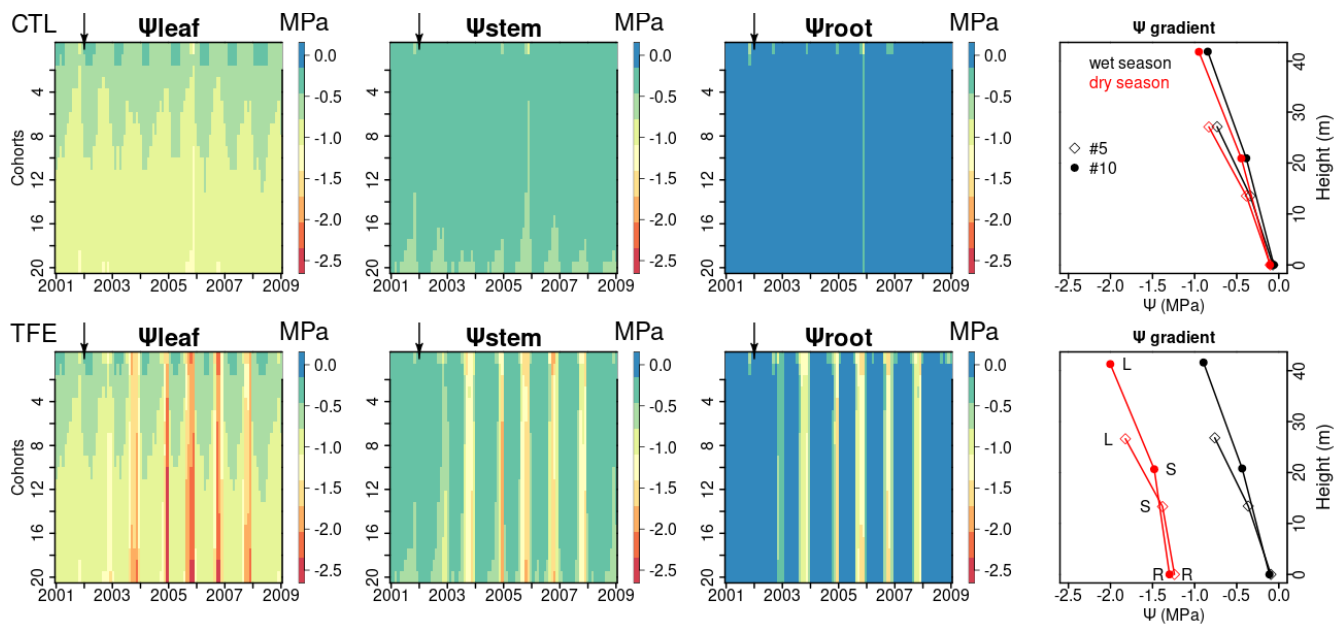 CTL
Ψleaf MPa
Ψstem MPa
Ψroot MPa
Ψ gradient
Cohorts
4
8
12
16
20
2001 2003 2005 2007 2009
0.0
-0.5
-1.0
-1.5
-2.0
-2.5
4
8
12
16
20
2001 2003 2005 2007 2009
0.0
-0.5
-1.0
-1.5
-2.0
-2.5
4
8
12
16
20
2001 2003 2005 2007 2009
0.0
-0.5
-1.0
-1.5
-2.0
-2.5
wet season
dry season
#5
#10
-2.5 -2.0 -1.5 -1.0 -0.5 0.0
Ψ (MPa)
40
30
20
10
0
Height (m)
TFE
Ψleaf MPa
Ψstem MPa
Ψroot MPa
Ψ gradient
Cohorts
4
8
12
16
20
2001 2003 2005 2007 2009
0.0
-0.5
-1.0
-1.5
-2.0
-2.5
4
8
12
16
20
2001 2003 2005 2007 2009
0.0
-0.5
-1.0
-1.5
-2.0
-2.5
4
8
12
16
20
2001 2003 2005 2007 2009
0.0
-0.5
-1.0
-1.5
-2.0
-2.5
L
L
S
S
R R
-2.5 -2.0 -1.5 -1.0 -0.5 0.0
Ψ (MPa)
40
30
20
10
0
Height (m)